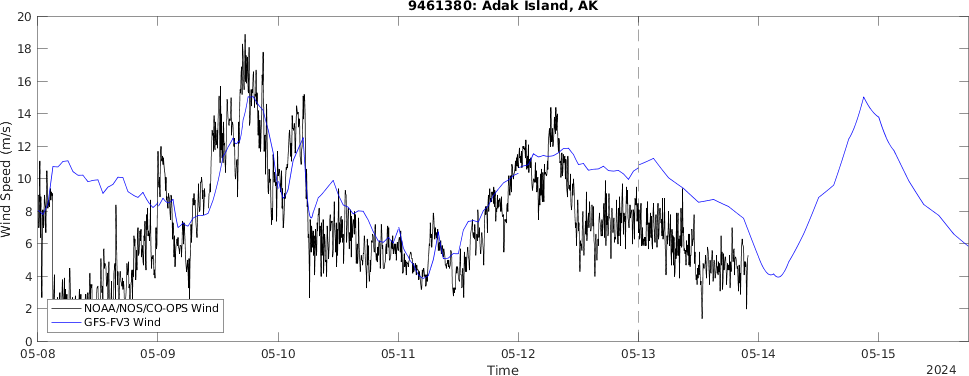 9461380: Adak Island, AK
Wind Speed (m/s)
20
18
16
14
12
10
8
6
4
2
0
NOAA/NOS/CO-OPS Wind
GFS-FV3 Wind
05-08 05-09 05-10 05-11 05-12 05-13 05-14 05-15
Time
2024